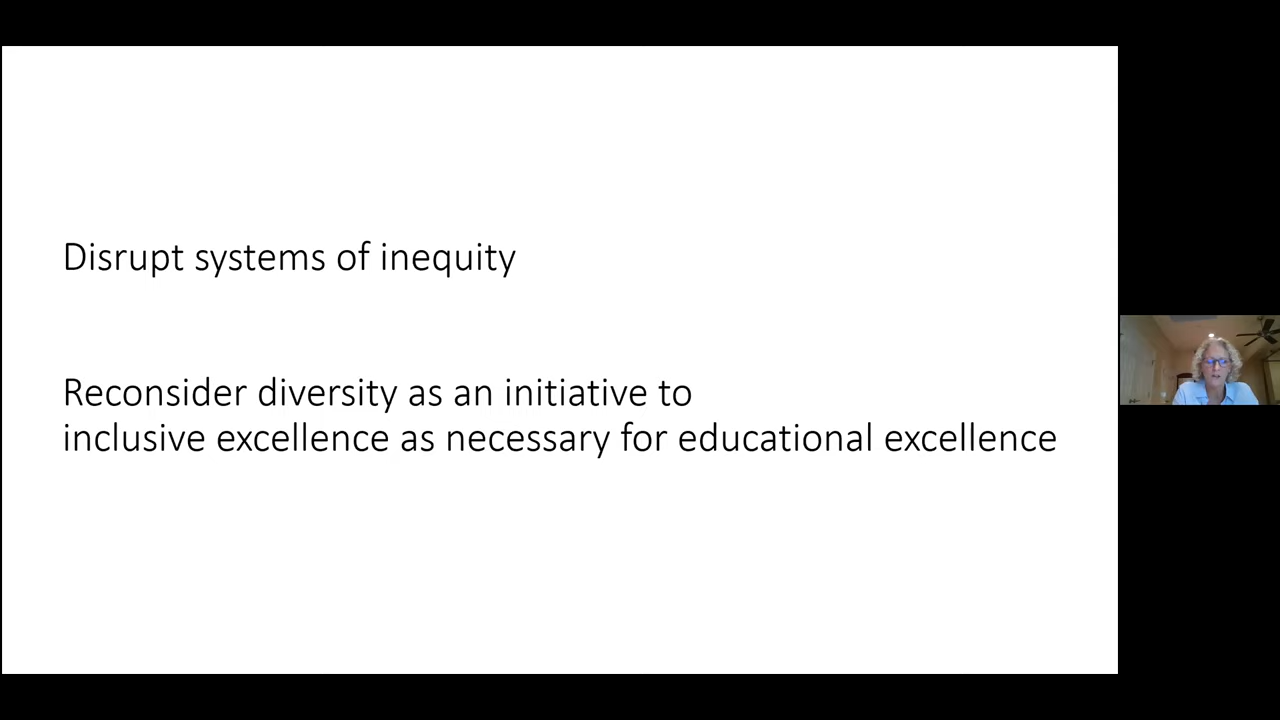 Disrupt systems of inequity
Reconsider diversity as an initiative to
inclusive excellence as necessary for educational excellence